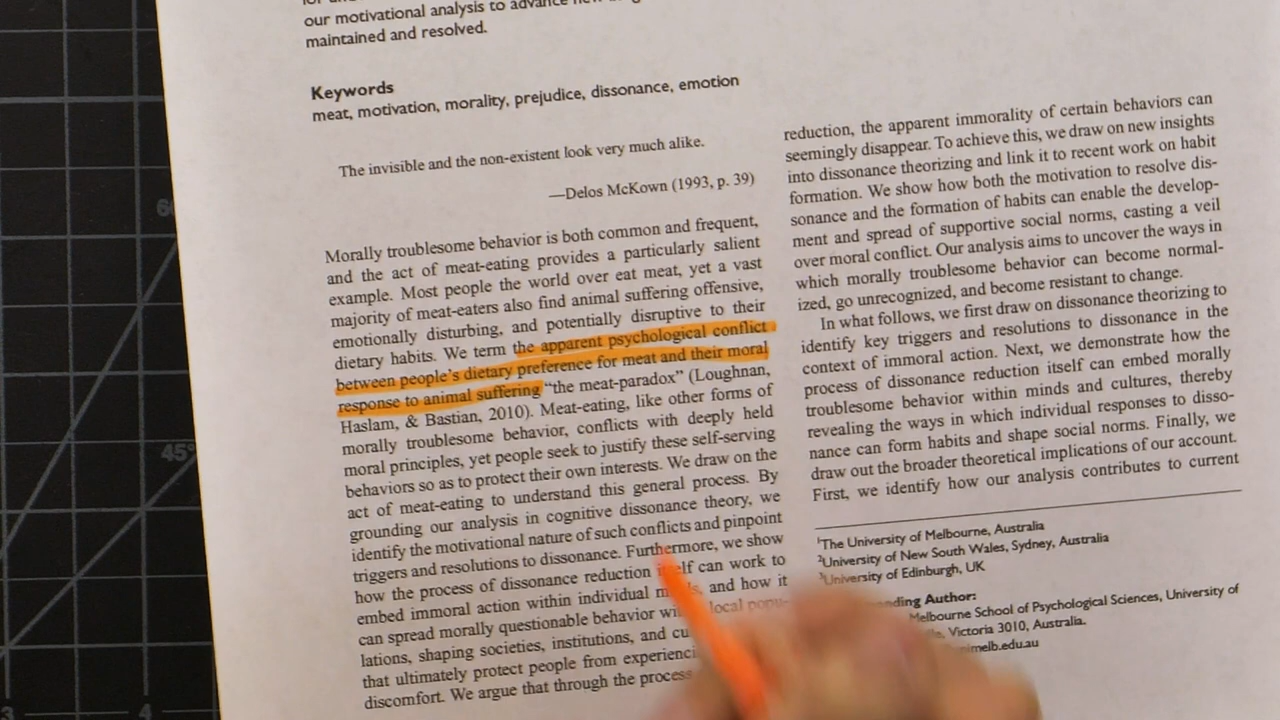 our motivational analysis to advance
maintained and resolved.
Keywords
meat, motivation, morality, prejudice, dissonance, emotion
The invisible and the non-existent look very much alike.
—Delos McKown (1993, p. 39)
Morally troublesome behavior is both common and frequent,
and the act of meat-eating provides a particularly salient
example. Most people the world over eat meat, yet a vast
majority of meat-eaters also find animal suffering offensive,
emotionally disturbing, and potentially disruptive to their
dietary habits. We term the apparent psychological conflict
between people's dietary preference for meat and their moral
response to animal suffering "the meat-paradox" (Loughnan,
Haslam, & Bastian, 2010). Meat-eating, like other forms of
morally troublesome behavior, conflicts with deeply held
moral principles, yet people seek to justify these self-serving
behaviors so as to protect their own interests. We draw on the
act of meat-eating to understand this general process. By
grounding our analysis in cognitive dissonance theory, we
identify the motivational nature of such conflicts and pinpoint
triggers and resolutions to dissonance. Furthermore, we show
how the process of dissonance reduction itself can work to
embed immoral action within individual and how it
can spread morally questionable behavior local popu-
lations, shaping societies, institutions, and
that ultimately protect people from
discomfort. We argue that through the process
reduction, the apparent immorality of certain behaviors can
seemingly disappear. To achieve this, we draw on new insights
into dissonance theorizing and link it to recent work on habit
formation. We show how both the motivation to resolve dis-
sonance and the formation of habits can enable the develop-
ment and spread of supportive social norms, casting a veil
over moral conflict. Our analysis aims to uncover the ways in
which morally troublesome behavior can become normal-
ized, go unrecognized, and become resistant to change.
In what follows, we first draw on dissonance theorizing to
identify key triggers and resolutions to dissonance in the
context of immoral action. Next, we demonstrate how the
process of dissonance reduction itself can embed morally
troublesome behavior within minds and cultures, thereby
revealing the ways in which individual responses to disso-
nance can form habits and shape social norms. Finally, we
draw out the broader theoretical implications of our account.
First, we identify how our analysis contributes to current
1The University of Melbourne, Australia
2University of New South Wales, Sydney, Australia
3University of Edinburgh, UK
Author:
Melbourne School of Psychological Sciences, University of
Victoria 3010, Australia.
45°
4
3